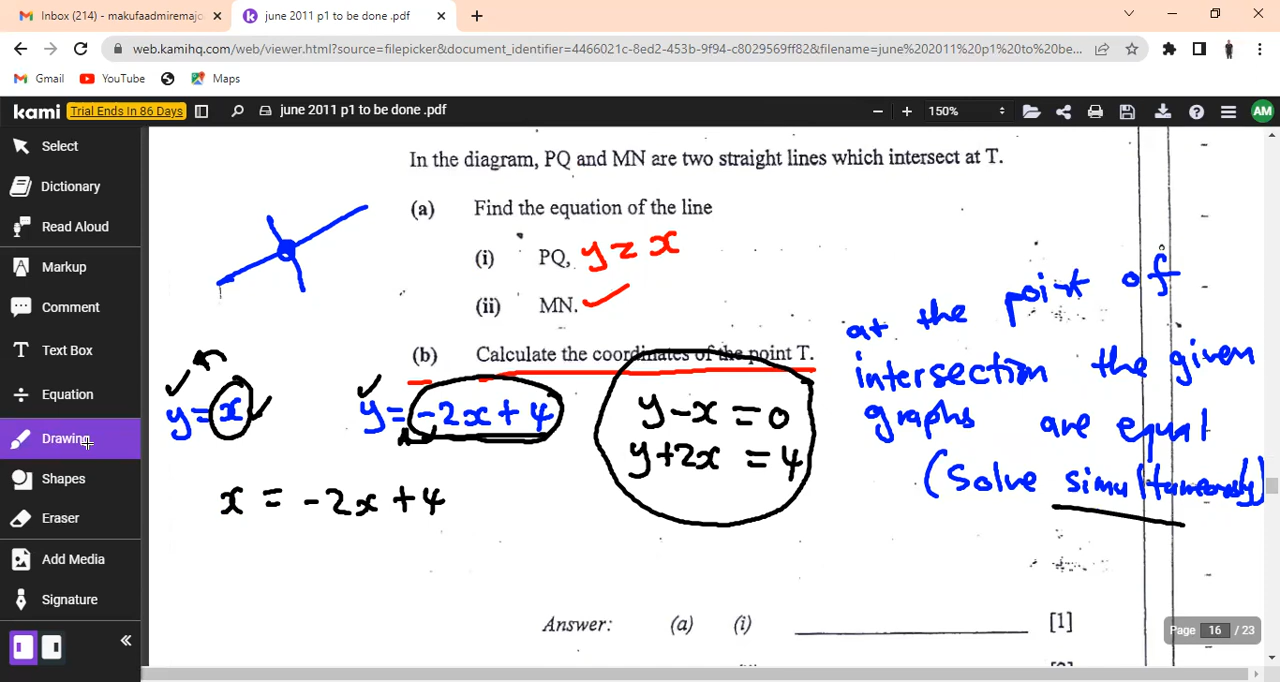 Inbox (214) - makufaadmiremajo
june 2011 p1 to be done .pdf
web.kamihq.com/web/viewer.html?source=filepicker&document_identifier=4466021c-8ed2-453b-9f94-c8029569ff82&filename=june%202011%20p1%20to%20be...
Gmail
YouTube
Maps
kami
Trial Ends In 86 Days
june 2011 p1 to be done .pdf
150%
AM
Select
Dictionary
Read Aloud
Markup
Comment
Text Box
Equation
Drawing
Shapes
Eraser
Add Media
Signature
In the diagram, PQ and MN are two straight lines which intersect at T.
(a) Find the equation of the line
(i) PQ, y = x
(ii) MN.
(b) Calculate the coordinates of the point T.
y = x
y = -2x + 4
y - x = 0
y + 2x = 4
x = -2x + 4
at the point of
intersection the given
graphs are equal
(solve simultaneously)
Answer: (a) (i) [1]
Page 16 / 23